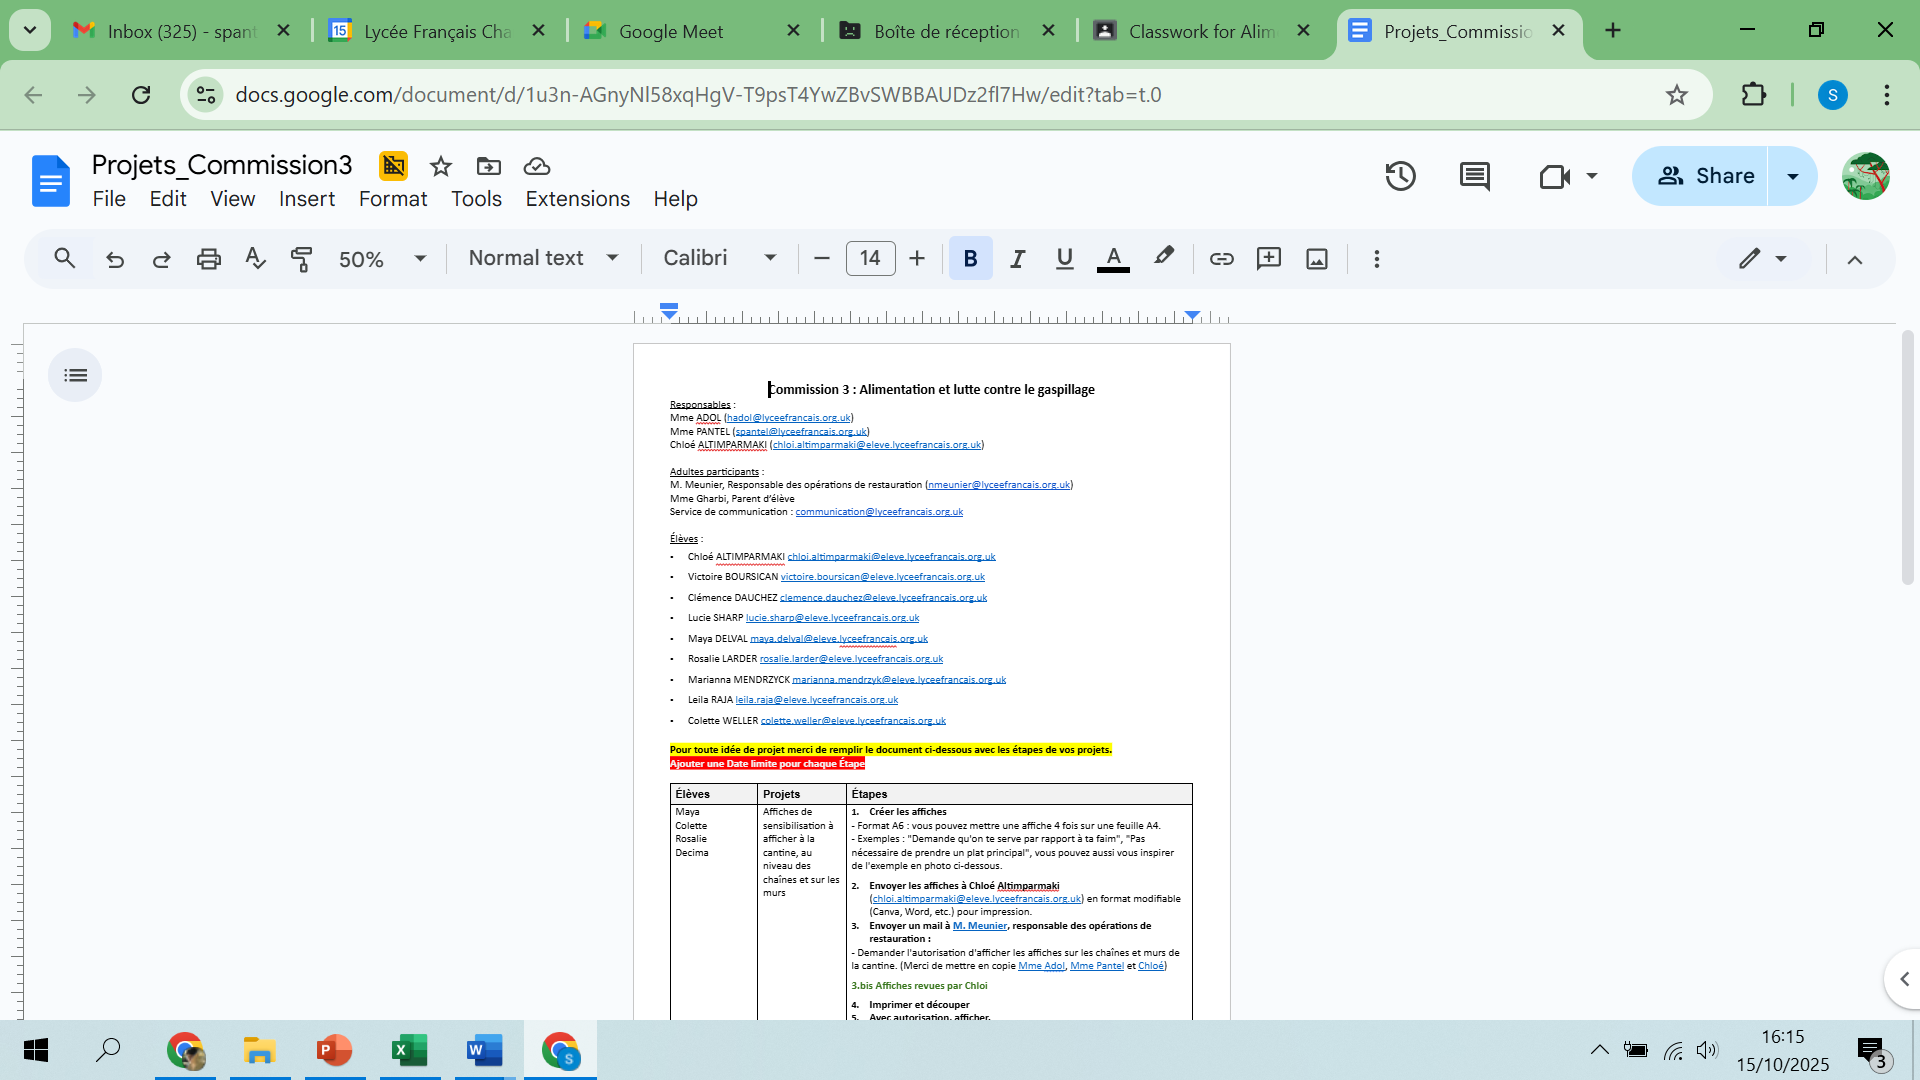 Inbox (325) - spant
15
Lycée Français Cha
Google Meet
Boîte de réception
Classwork for Alim
Projets_Commissio
docs.google.com/document/d/1u3n-AGnyNl58xqHgV-T9psT4YwZBvSWBBAUDz2fl7Hw/edit?tab=t.0
S
Projets_Commission3
File Edit View Insert Format Tools Extensions Help
Share
50%
Normal text
Calibri
14
B I U A
Commission 3 : Alimentation et lutte contre le gaspillage
Responsables :
Mme ADOL (hadol@lyceefrancais.org.uk)
Mme PANTEL (spantel@lyceefrancais.org.uk)
Chloé ALTIMPARMAKI (chloi.altimparmaki@eleve.lyceefrancais.org.uk)
Adultes participants :
M. Meunier, Responsable des opérations de restauration (nmeunier@lyceefrancais.org.uk)
Mme Gharbi, Parent d'élève
Service de communication : communication@lyceefrancais.org.uk
Élèves :
• Chloé ALTIMPARMAKI chloi.altimparmaki@eleve.lyceefrancais.org.uk
• Victoire BOURSICAN victoire.boursican@eleve.lyceefrancais.org.uk
• Clémence DAUCHEZ clemence.dauchez@eleve.lyceefrancais.org.uk
• Lucie SHARP lucie.sharp@eleve.lyceefrancais.org.uk
• Maya DELVAL maya.delval@eleve.lyceefrancais.org.uk
• Rosalie LARDER rosalie.larder@eleve.lyceefrancais.org.uk
• Marianna MENDRZYCK marianna.mendrzyk@eleve.lyceefrancais.org.uk
• Leila RAJA leila.raja@eleve.lyceefrancais.org.uk
• Colette WELLER colette.weller@eleve.lyceefrancais.org.uk
Pour toute idée de projet merci de remplir le document ci-dessous avec les étapes de vos projets.
Ajouter une Date limite pour chaque Étape
Élèves
Projets
Étapes
Maya
Colette
Rosalie
Decima
Affiches de
sensibilisation à
afficher à la
cantine, au
niveau des
chaînes et sur les
murs
1. Créer les affiches
- Format A6 : vous pouvez mettre une affiche 4 fois sur une feuille A4.
- Exemples : "Demande qu'on te serve par rapport à ta faim", "Pas
nécessaire de prendre un plat principal", vous pouvez aussi vous inspirer
de l'exemple en photo ci-dessous.
2. Envoyer les affiches à Chloé Altimparmaki
(chloi.altimparmaki@eleve.lyceefrancais.org.uk) en format modifiable
(Canva, Word, etc.) pour impression.
3. Envoyer un mail à M. Meunier, responsable des opérations de
restauration :
- Demander l'autorisation d'afficher les affiches sur les chaînes et murs de
la cantine. (Merci de mettre en copie Mme Adol, Mme Pantel et Chloé)
3.bis Affiches revues par Chloi
4. Imprimer et découper
5. Avec autorisation, afficher.
P
X
W
S
16:15
15/10/2025
3